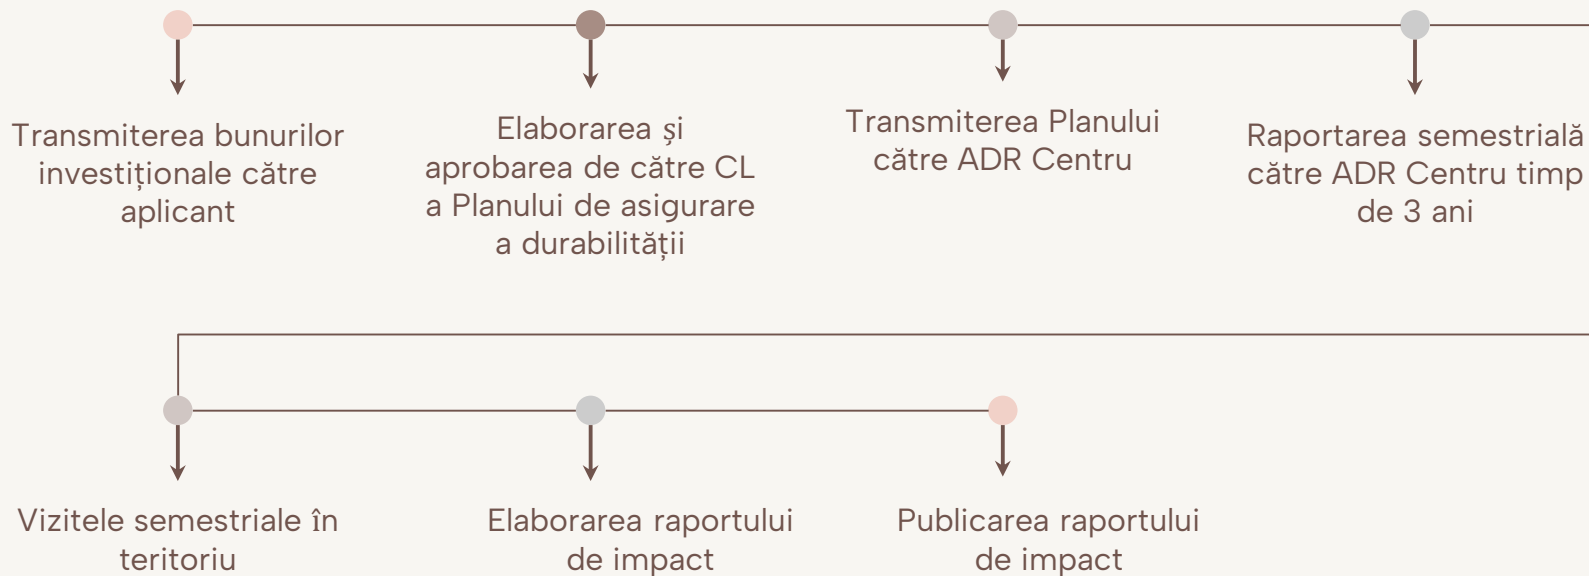 Transmiterea bunurilor
investiționale către
aplicant
Elaborarea și
aprobarea de către CL
a Planului de asigurare
a durabilității
Transmiterea Planului
către ADR Centru
Raportarea semestrială
către ADR Centru timp
de 3 ani
Vizitele semestriale în
teritoriu
Elaborarea raportului
de impact
Publicarea raportului
de impact